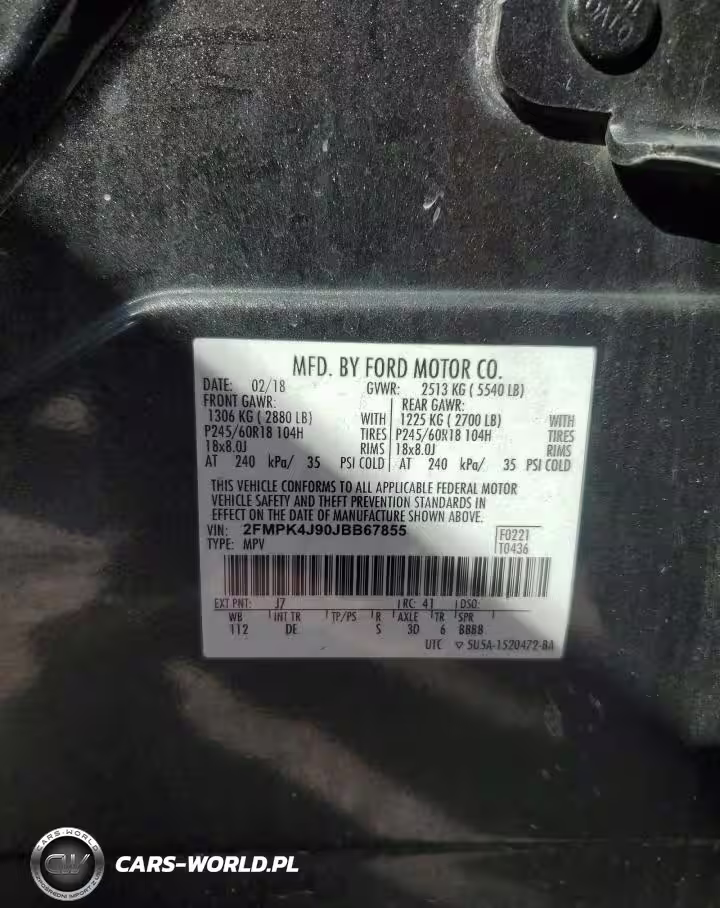 MFD. BY FORD MOTOR CO.
DATE: 02/18 GVWR: 2513 KG ( 5540 LB)
FRONT GAWR: REAR GAWR:
1306 KG ( 2880 LB) WITH 1225 KG ( 2700 LB) WITH
P245/60R18 104H TIRES P245/60R18 104H TIRES
18x8.0J RIMS 18x8.0J RIMS
AT 240 kPa/ 35 PSI COLD AT 240 kPa/ 35 PSI COLD
THIS VEHICLE CONFORMS TO ALL APPLICABLE FEDERAL MOTOR
VEHICLE SAFETY AND THEFT PREVENTION STANDARDS IN
EFFECT ON THE DATE OF MANUFACTURE SHOWN ABOVE.
VIN: 2FMPK4J90JBB67855 F0221
TYPE: MPV T0436
EXT PNT: J7 RC: 41 DSO:
WB INT TR TP/PS R AXLE TR SPR
112 DE S 3D 6 BBBB
UTC ▽ 5U5A-1520472-BA
CARS-WORLD
CW
CARS-WORLD.PL